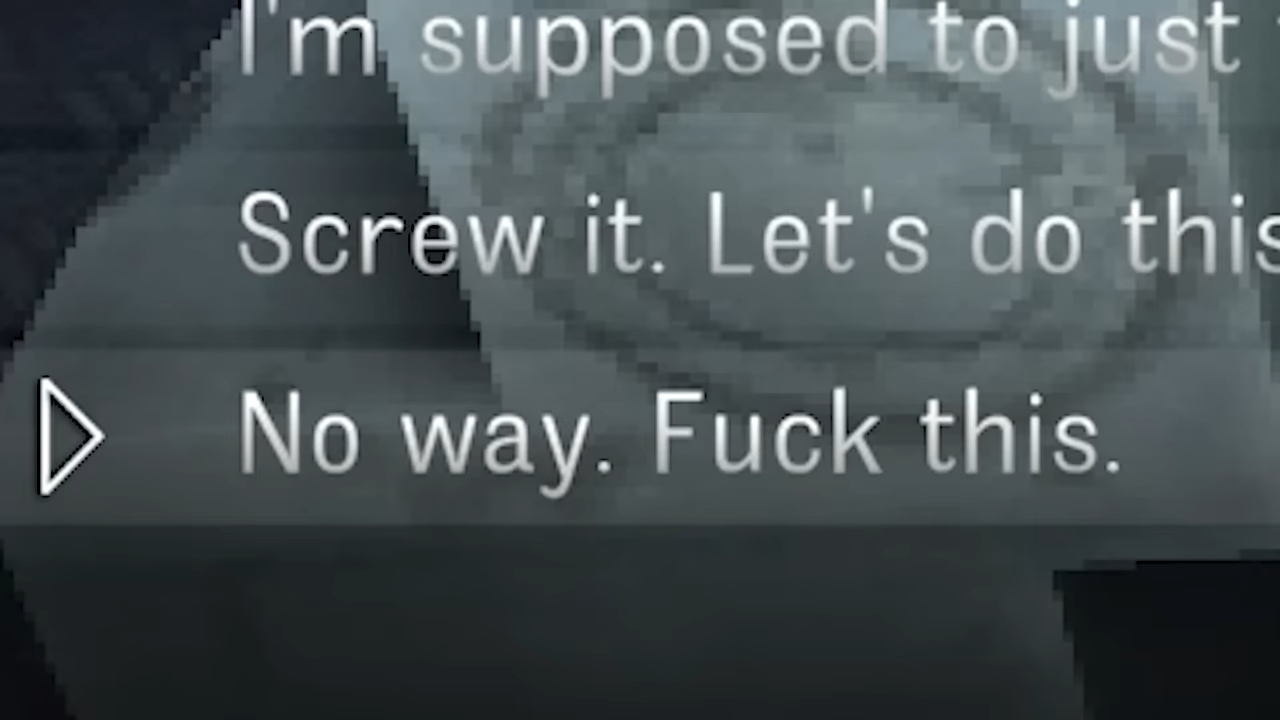 I'm supposed to just
Screw it. Let's do this
No way. Fuck this.